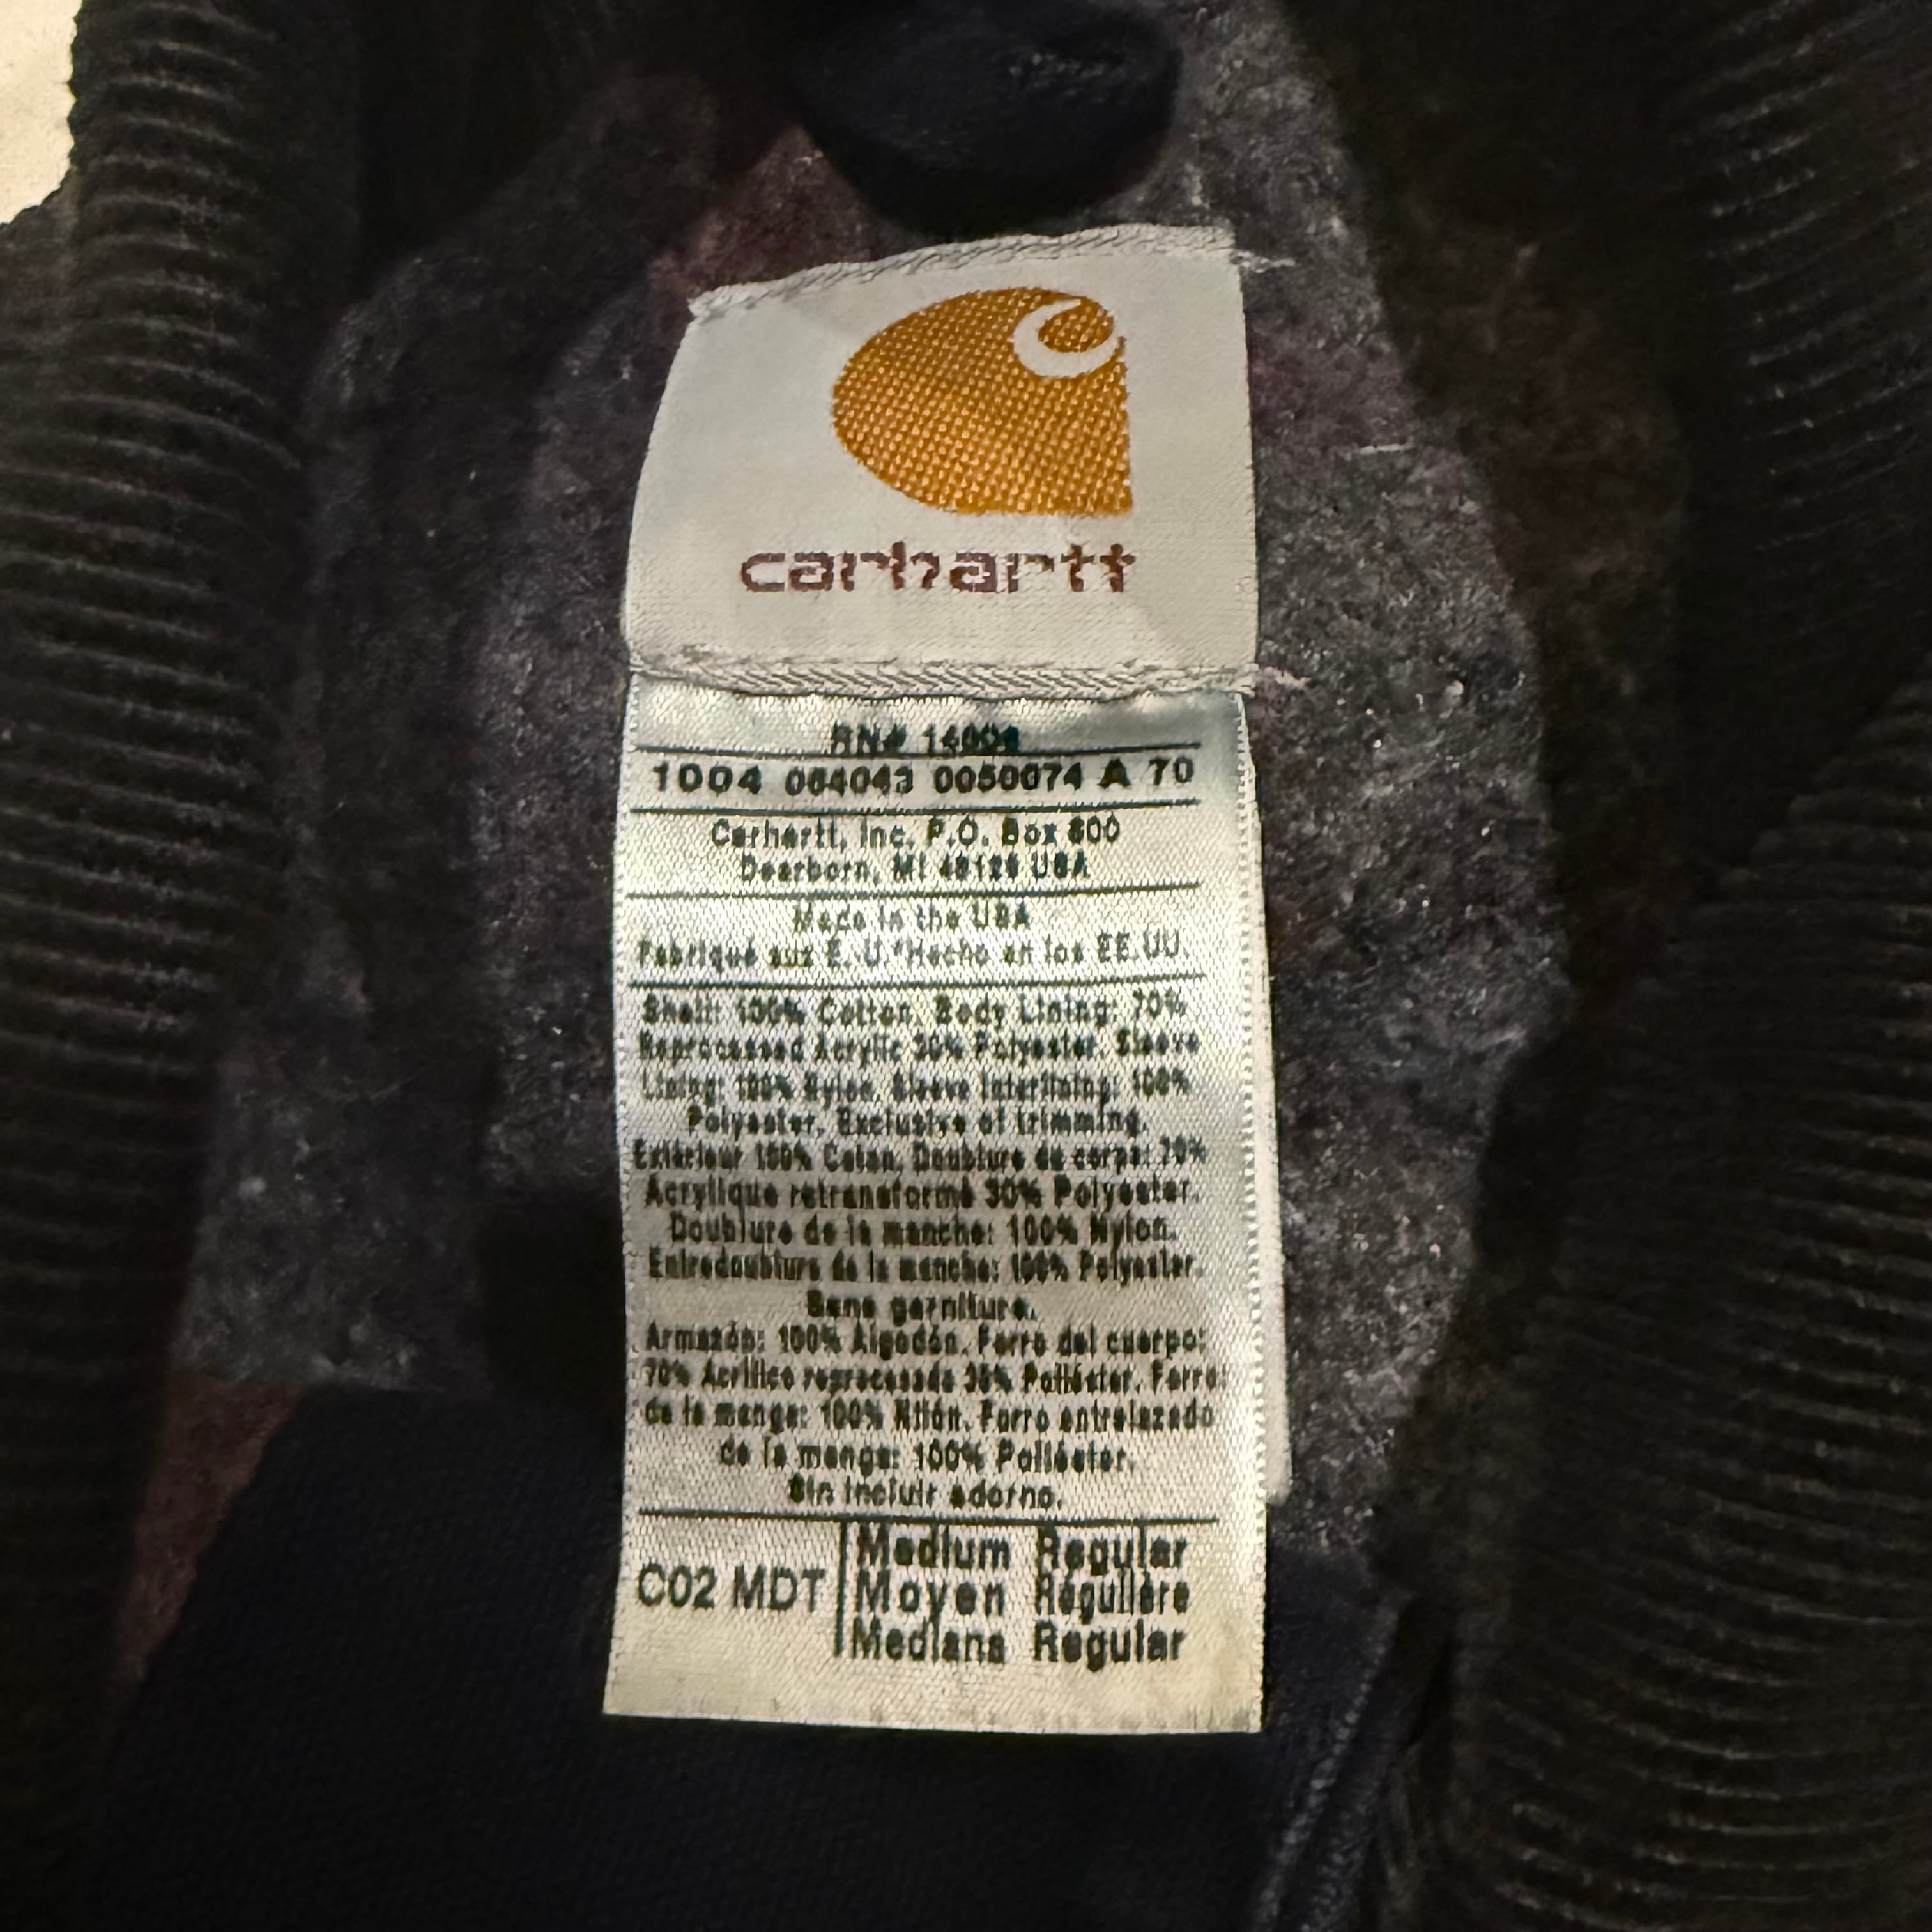 carhartt
RN# 14806
1004 064043 0050074 A 70
Carhartt, Inc. P.O. Box 600
Dearborn, MI 48126 USA
Made in the USA
Fabriqué aux E.U.*Hecho en los EE.UU.
Shell: 100% Cotton. Body Lining: 70%
Reprocessed Acrylic 30% Polyester. Sleeve
Lining: 100% Nylon. Sleeve Interlining: 100%
Polyester. Exclusive of trimming.
Extérieur 100% Coton. Doublure de corps: 70%
Acrylique retransformé 30% Polyester.
Doublure de la manche: 100% Nylon.
Entredoublure de la manche: 100% Polyester.
Sans garniture.
Armazón: 100% Algodón. Forro del cuerpo:
70% Acrílico reprocesado 30% Poliéster. Forro
de la manga: 100% Nilón. Forro entrelazado
de la manga: 100% Poliéster.
Sin incluir adorno.
C02 MDT
Medium Regular
Moyen Régulière
Mediana Regular